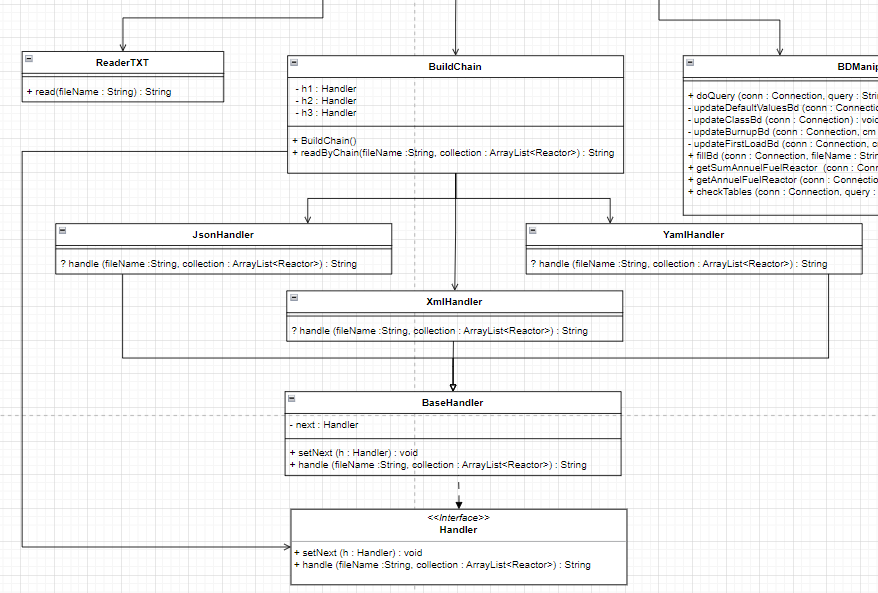 ReaderTXT
+ read(fileName : String) : String
BuildChain
- h1 : Handler
- h2 : Handler
- h3 : Handler
+ BuildChain()
+ readByChain(fileName :String, collection : ArrayList<Reactor>) : String
BDManip
+ doQuery (conn : Connection, query : Stri
- updateDefaultValuesBd (conn : Connectio
- updateClassBd (conn : Connection) : void
- updateBurnupBd (conn : Connection, cm
- updateFirstLoadBd (conn : Connection, c
+ fillBd (conn : Connection, fileName : Strin
+ getSumAnnuelFuelReactor (conn : Conn
+ getAnnuelFuelReactor (conn : Connection
+ checkTables (conn : Connection, query :
JsonHandler
? handle (fileName :String, collection : ArrayList<Reactor>) : String
YamlHandler
? handle (fileName :String, collection : ArrayList<Reactor>) : String
XmlHandler
? handle (fileName :String, collection : ArrayList<Reactor>) : String
BaseHandler
- next : Handler
+ setNext (h : Handler) : void
+ handle (fileName :String, collection : ArrayList<Reactor>) : String
<<Interface>>
Handler
+ setNext (h : Handler) : void
+ handle (fileName :String, collection : ArrayList<Reactor>) : String